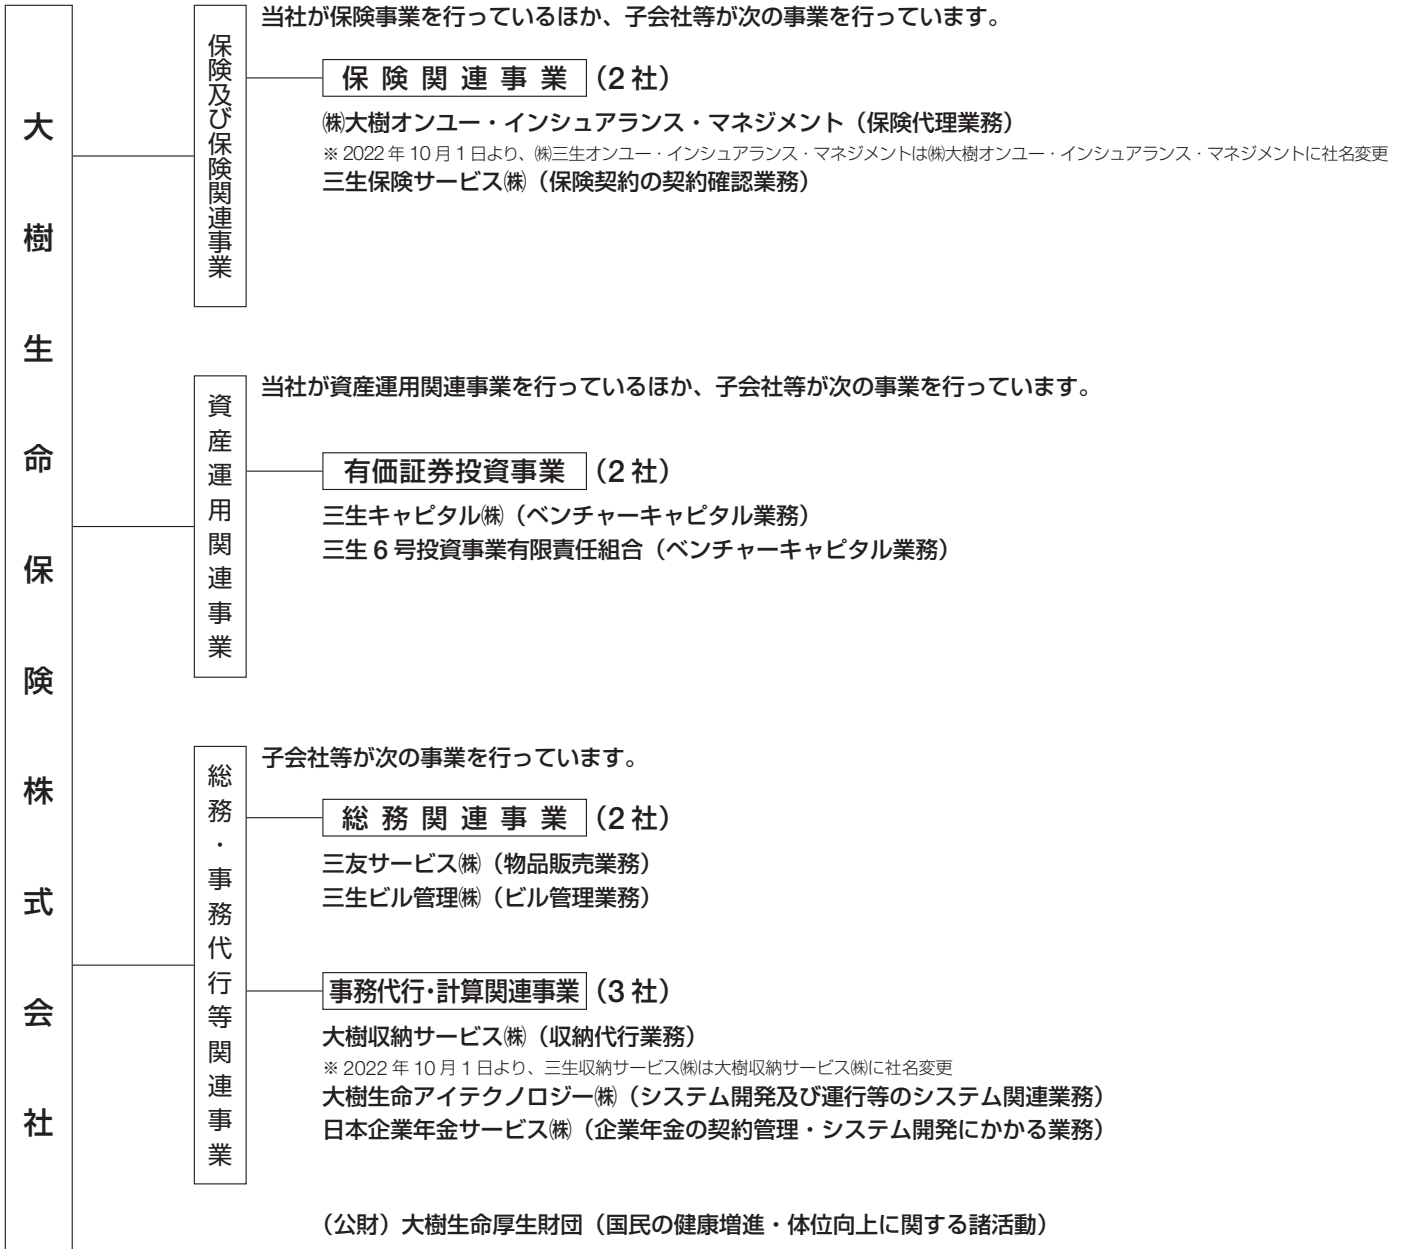 大樹生命保険株式会社
保険及び保険関連事業
当社が保険事業を行っているほか、子会社等が次の事業を行っています。
保険関連事業（2社）
㈱大樹オンユー・インシュアランス・マネジメント（保険代理業務）
※ 2022年10月1日より、㈱三生オンユー・インシュアランス・マネジメントは㈱大樹オンユー・インシュアランス・マネジメントに社名変更
三生保険サービス㈱（保険契約の契約確認業務）
資産運用関連事業
当社が資産運用関連事業を行っているほか、子会社等が次の事業を行っています。
有価証券投資事業（2社）
三生キャピタル㈱（ベンチャーキャピタル業務）
三生6号投資事業有限責任組合（ベンチャーキャピタル業務）
総務・事務代行等関連事業
子会社等が次の事業を行っています。
総務関連事業（2社）
三友サービス㈱（物品販売業務）
三生ビル管理㈱（ビル管理業務）
事務代行・計算関連事業（3社）
大樹収納サービス㈱（収納代行業務）
※ 2022年10月1日より、三生収納サービス㈱は大樹収納サービス㈱に社名変更
大樹生命アイテクノロジー㈱（システム開発及び運行等のシステム関連業務）
日本企業年金サービス㈱（企業年金の契約管理・システム開発にかかる業務）
（公財）大樹生命厚生財団（国民の健康増進・体位向上に関する諸活動）